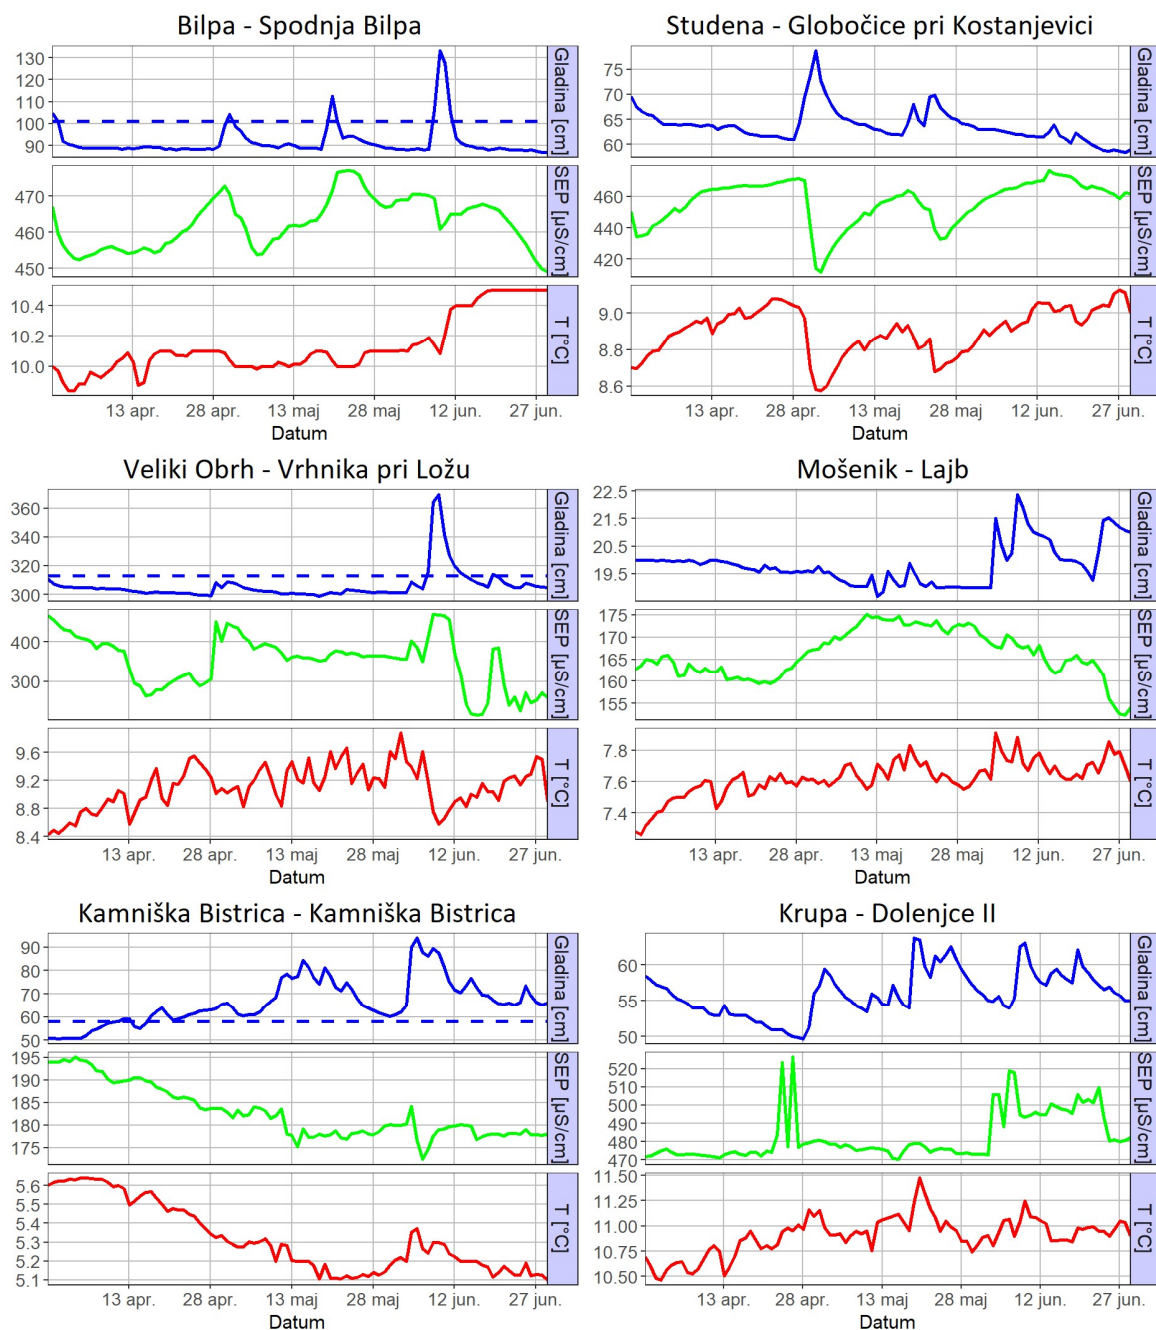 Bilpa - Spodnja Bilpa
130
120
110
100
90
Gladina [cm]
470
460
450
SEP [µS/cm]
10.4
10.2
10.0
T [°C]
13 apr. 28 apr. 13 maj 28 maj 12 jun. 27 jun.
Datum
Studena - Globočice pri Kostanjevici
75
70
65
60
Gladina [cm]
460
440
420
SEP [µS/cm]
9.0
8.8
8.6
T [°C]
13 apr. 28 apr. 13 maj 28 maj 12 jun. 27 jun.
Datum
Veliki Obrh - Vrhnika pri Ložu
360
340
320
300
Gladina [cm]
400
300
SEP [µS/cm]
9.6
9.2
8.8
8.4
T [°C]
13 apr. 28 apr. 13 maj 28 maj 12 jun. 27 jun.
Datum
Mošenik - Lajb
22.5
21.5
20.5
19.5
Gladina [cm]
175
170
165
160
155
SEP [µS/cm]
7.8
7.6
7.4
T [°C]
13 apr. 28 apr. 13 maj 28 maj 12 jun. 27 jun.
Datum
Kamniška Bistrica - Kamniška Bistrica
90
80
70
60
50
Gladina [cm]
195
190
185
180
175
SEP [µS/cm]
5.6
5.5
5.4
5.3
5.2
5.1
T [°C]
13 apr. 28 apr. 13 maj 28 maj 12 jun. 27 jun.
Datum
Krupa - Dolenjce II
60
55
50
Gladina [cm]
520
510
500
490
480
470
SEP [µS/cm]
11.50
11.25
11.00
10.75
10.50
T [°C]
13 apr. 28 apr. 13 maj 28 maj 12 jun. 27 jun.
Datum